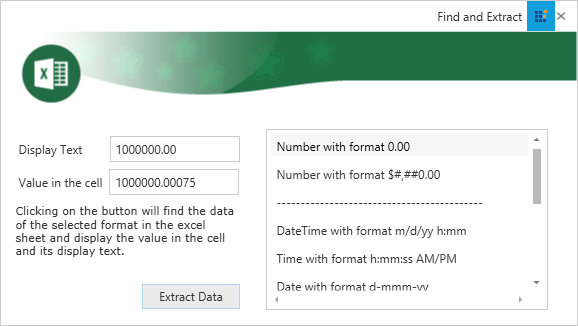 Find and Extract
X
Display Text
1000000.00
Value in the cell
1000000.00075
Clicking on the button will find the data
of the selected format in the excel
sheet and display the value in the cell
and its display text.
Extract Data
Number with format 0.00
Number with format $#,##0.00
--------------------------------------------
DateTime with format m/d/yy h:mm
Time with format h:mm:ss AM/PM
Date with format d-mmm-yy